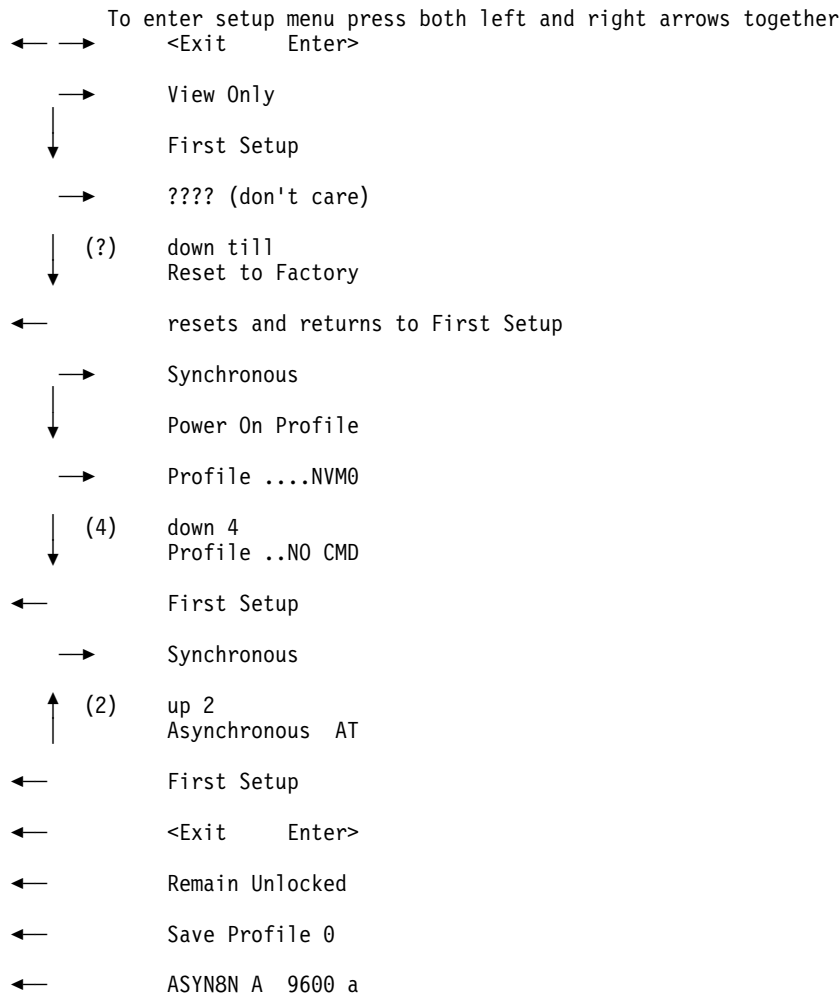 To enter setup menu press both left and right arrows together
<Exit Enter>
View Only
First Setup
???? (don't care)
(?) down till
Reset to Factory
resets and returns to First Setup
Synchronous
Power On Profile
Profile ....NVM0
(4) down 4
Profile ..NO CMD
First Setup
Synchronous
(2) up 2
Asynchronous AT
First Setup
<Exit Enter>
Remain Unlocked
Save Profile 0
ASYN8N A 9600 a